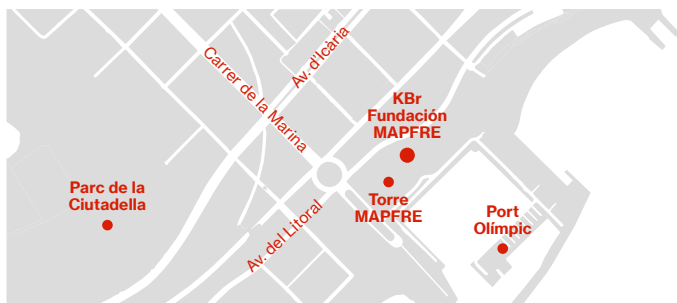 Carrer de la Marina
Av. d'Icària
KBr
Fundación
MAPFRE
Parc de la
Ciutadella
Torre
MAPFRE
Av. del Litoral
Port
Olímpic